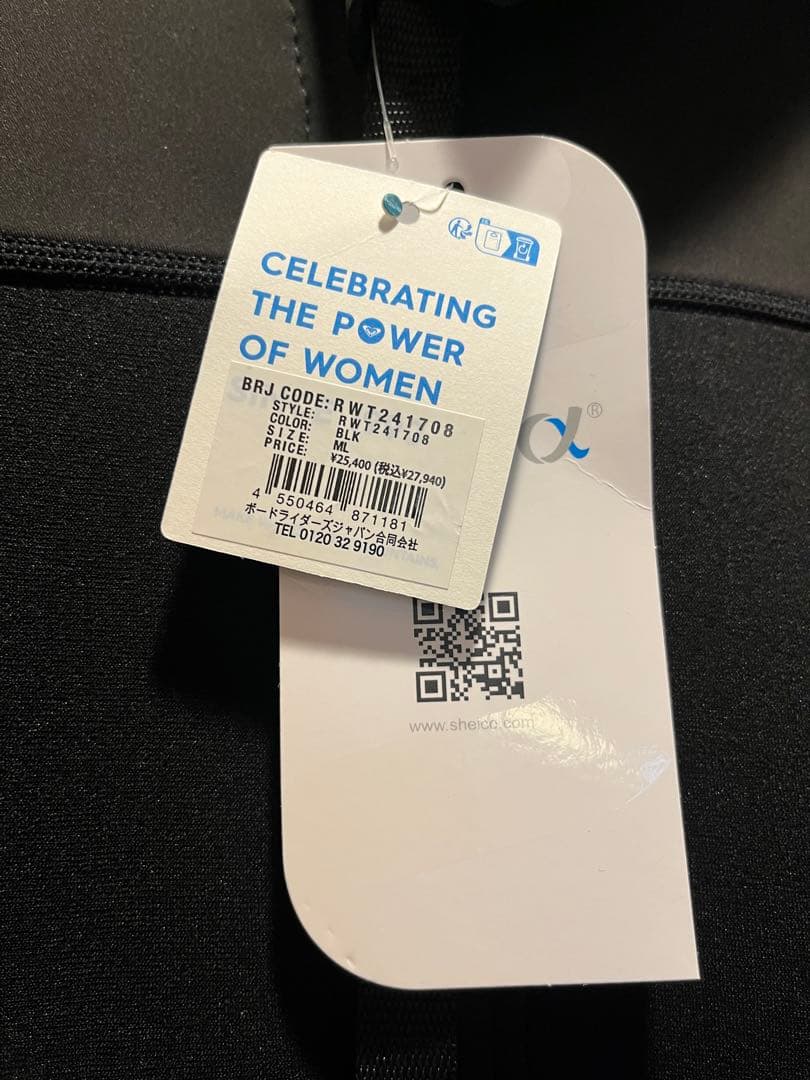 CELEBRATING
THE POWER
OF WOMEN
BRJ CODE: RWT241708
STYLE: RWT241708
COLOR: BLK
SIZE: ML
PRICE: ¥25,400 (税込¥27,940)
4 550464 871181
ボードライダーズジャパン合同会社
TEL 0120 32 9190
α®
www.sheicc.com